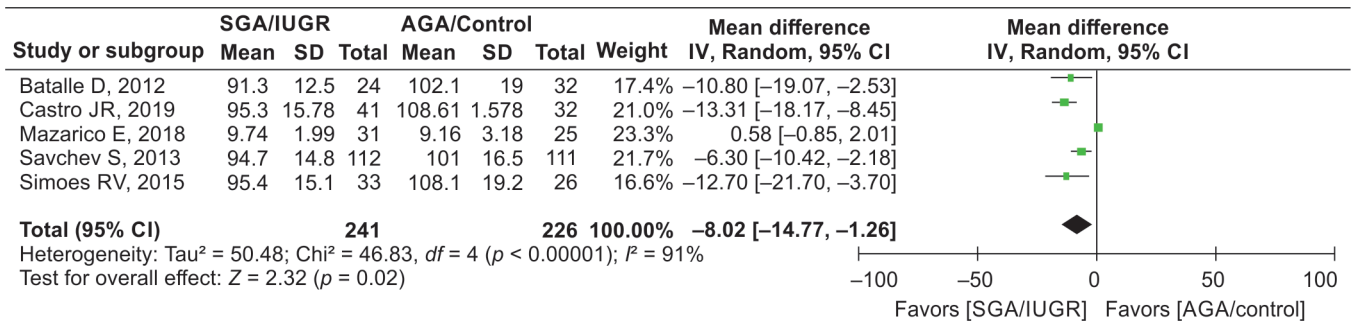 SGA/IUGR AGA/Control Mean difference Mean difference
Study or subgroup Mean SD Total Mean SD Total Weight IV, Random, 95% CI IV, Random, 95% CI
Batalle D, 2012 91.3 12.5 24 102.1 19 32 17.4% –10.80 [–19.07, –2.53]
Castro JR, 2019 95.3 15.78 41 108.61 1.578 32 21.0% –13.31 [–18.17, –8.45]
Mazarico E, 2018 9.74 1.99 31 9.16 3.18 25 23.3% 0.58 [–0.85, 2.01]
Savchev S, 2013 94.7 14.8 112 101 16.5 111 21.7% –6.30 [–10.42, –2.18]
Simoes RV, 2015 95.4 15.1 33 108.1 19.2 26 16.6% –12.70 [–21.70, –3.70]
Total (95% CI) 241 226 100.00% –8.02 [–14.77, –1.26]
Heterogeneity: Tau² = 50.48; Chi² = 46.83, df = 4 (p < 0.00001); I² = 91%
Test for overall effect: Z = 2.32 (p = 0.02)
–100 –50 0 50 100
Favors [SGA/IUGR] Favors [AGA/control]